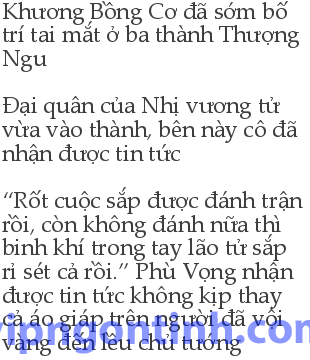 Khương Bồng Cơ đã sớm bố
trí tai mắt ở ba thành Thượng
Ngu
Đại quân của Nhị vương tử
vừa vào thành, bên này cô đã
nhận được tin tức
“Rốt cuộc sắp được đánh trận
rồi, còn không đánh nữa thì
binh khí trong tay lão tử sắp
rỉ sét cả rồi.” Phù Vọng nhận
được tin tức không kịp thay
cả áo giáp trên người đã vội
vàng đến lều chủ tướng
vipngontinh.com